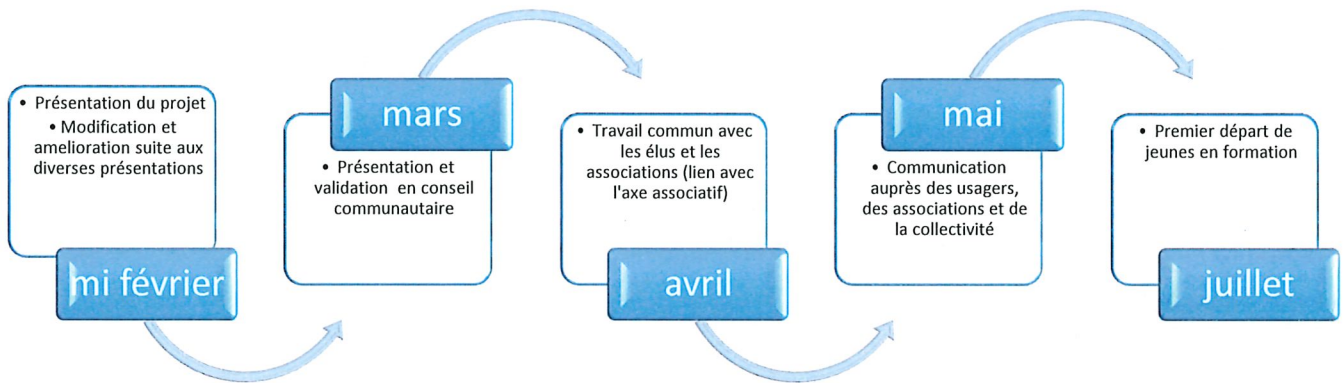 • Présentation du projet
• Modification et
amelioration suite aux
diverses présentations
mi février
mars
• Présentation et
validation en conseil
communautaire
• Travail commun avec
les élus et les
associations (lien avec
l'axe associatif)
avril
mai
• Communication
auprès des usagers,
des associations et de
la collectivité
• Premier départ de
jeunes en formation
juillet